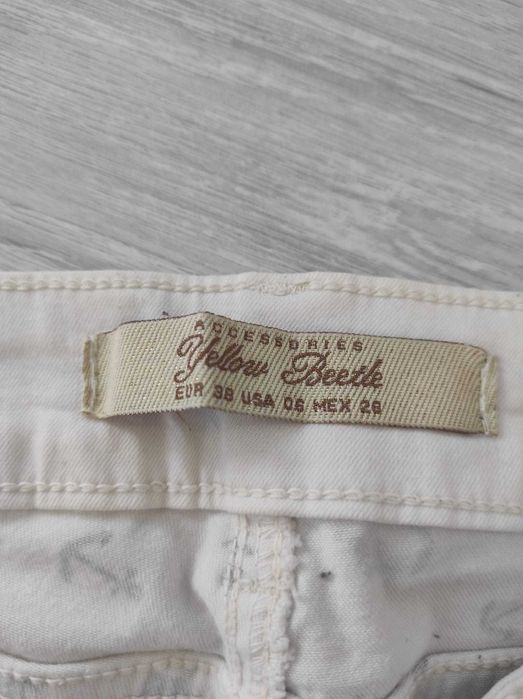 ACCESSORIES
Yellow Beetle
EUR 38 USA 06 MEX 28